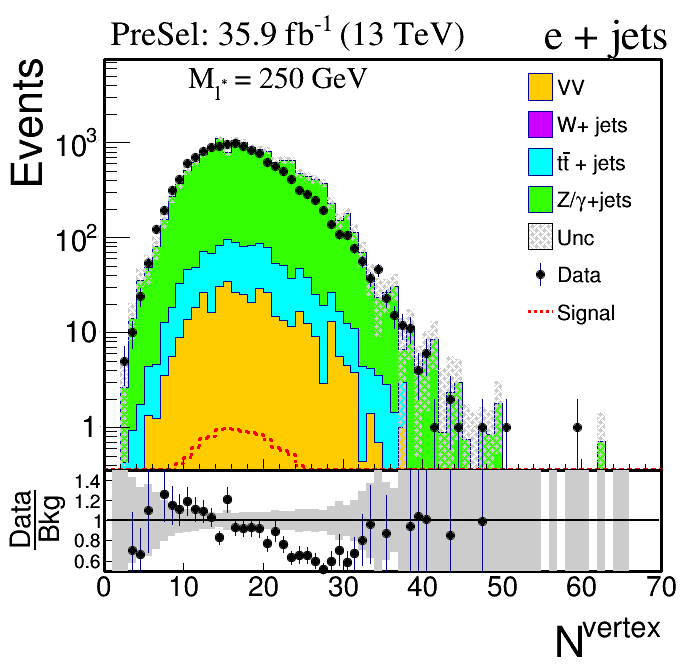 PreSel: 35.9 fb⁻¹ (13 TeV) e + jets
M_l* = 250 GeV
Events
10³
10²
10
1
VV
W+ jets
tt̄ + jets
Z/γ+jets
Unc
Data
Signal
Data
Bkg
1.4
1.2
1
0.8
0.6
0 10 20 30 40 50 60 70
N^vertex